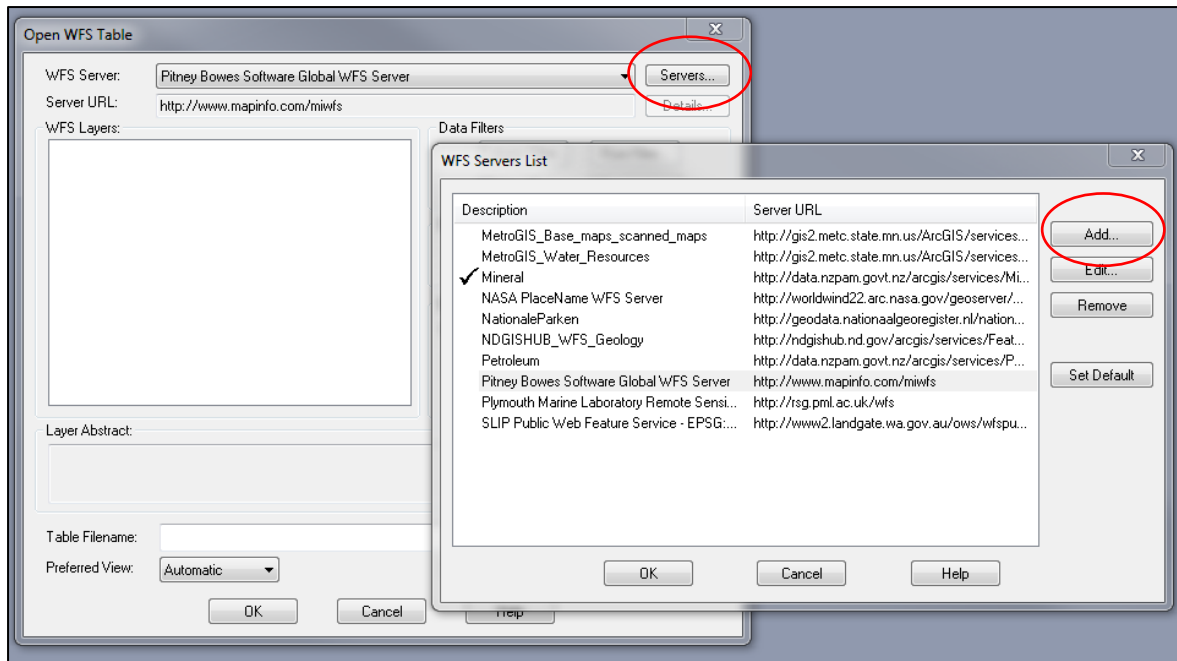 Open WFS Table
WFS Server: Pitney Bowes Software Global WFS Server Servers...
Server URL: http://www.mapinfo.com/miwfs Details...
WFS Layers: Data Filters
WFS Servers List
Description Server URL
MetroGIS_Base_maps_scanned_maps http://gis2.metc.state.mn.us/ArcGIS/services... Add...
MetroGIS_Water_Resources http://gis2.metc.state.mn.us/ArcGIS/services...
Mineral http://data.nzpam.govt.nz/arcgis/services/Mi... Edit...
NASA PlaceName WFS Server http://worldwind22.arc.nasa.gov/geoserver/...
NationaleParken http://geodata.nationaalgeoregister.nl/nation... Remove
NDGISHUB_WFS_Geology http://ndgishub.nd.gov/arcgis/services/Feat...
Petroleum http://data.nzpam.govt.nz/arcgis/services/P...
Pitney Bowes Software Global WFS Server http://www.mapinfo.com/miwfs Set Default
Plymouth Marine Laboratory Remote Sensi... http://rsg.pml.ac.uk/wfs
SLIP Public Web Feature Service - EPSG:... http://www2.landgate.wa.gov.au/ows/wfspu...
Layer Abstract:
Table Filename:
Preferred View: Automatic
OK Cancel Help
OK Cancel Help